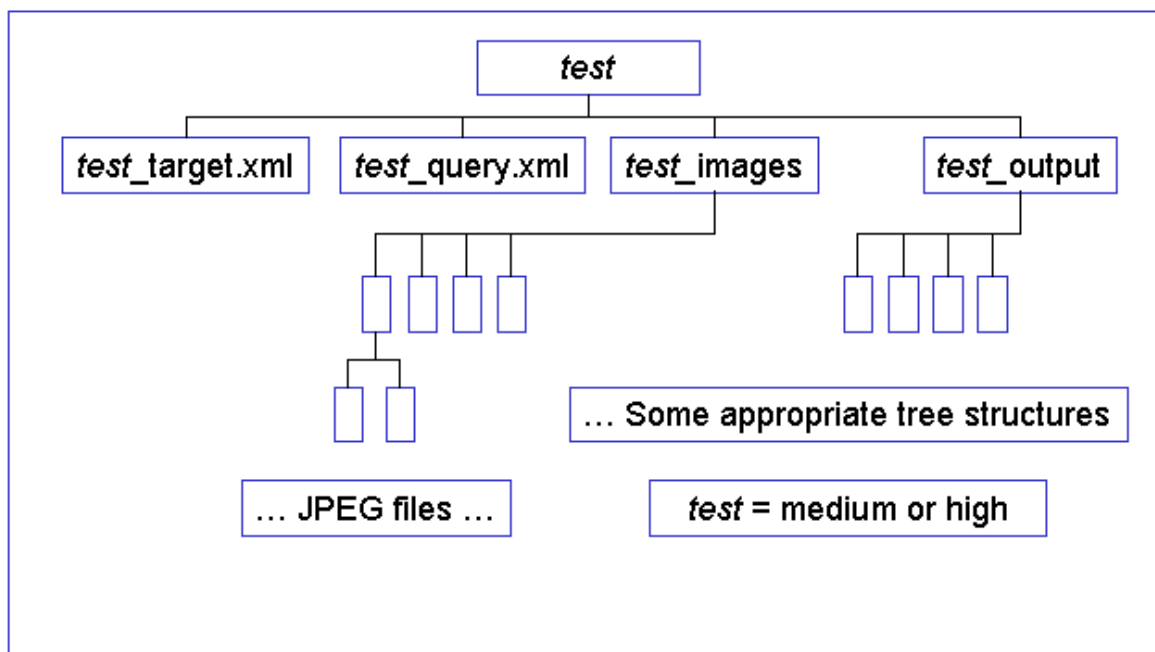 test
test_target.xml
test_query.xml
test_images
test_output
… Some appropriate tree structures
… JPEG files …
test = medium or high